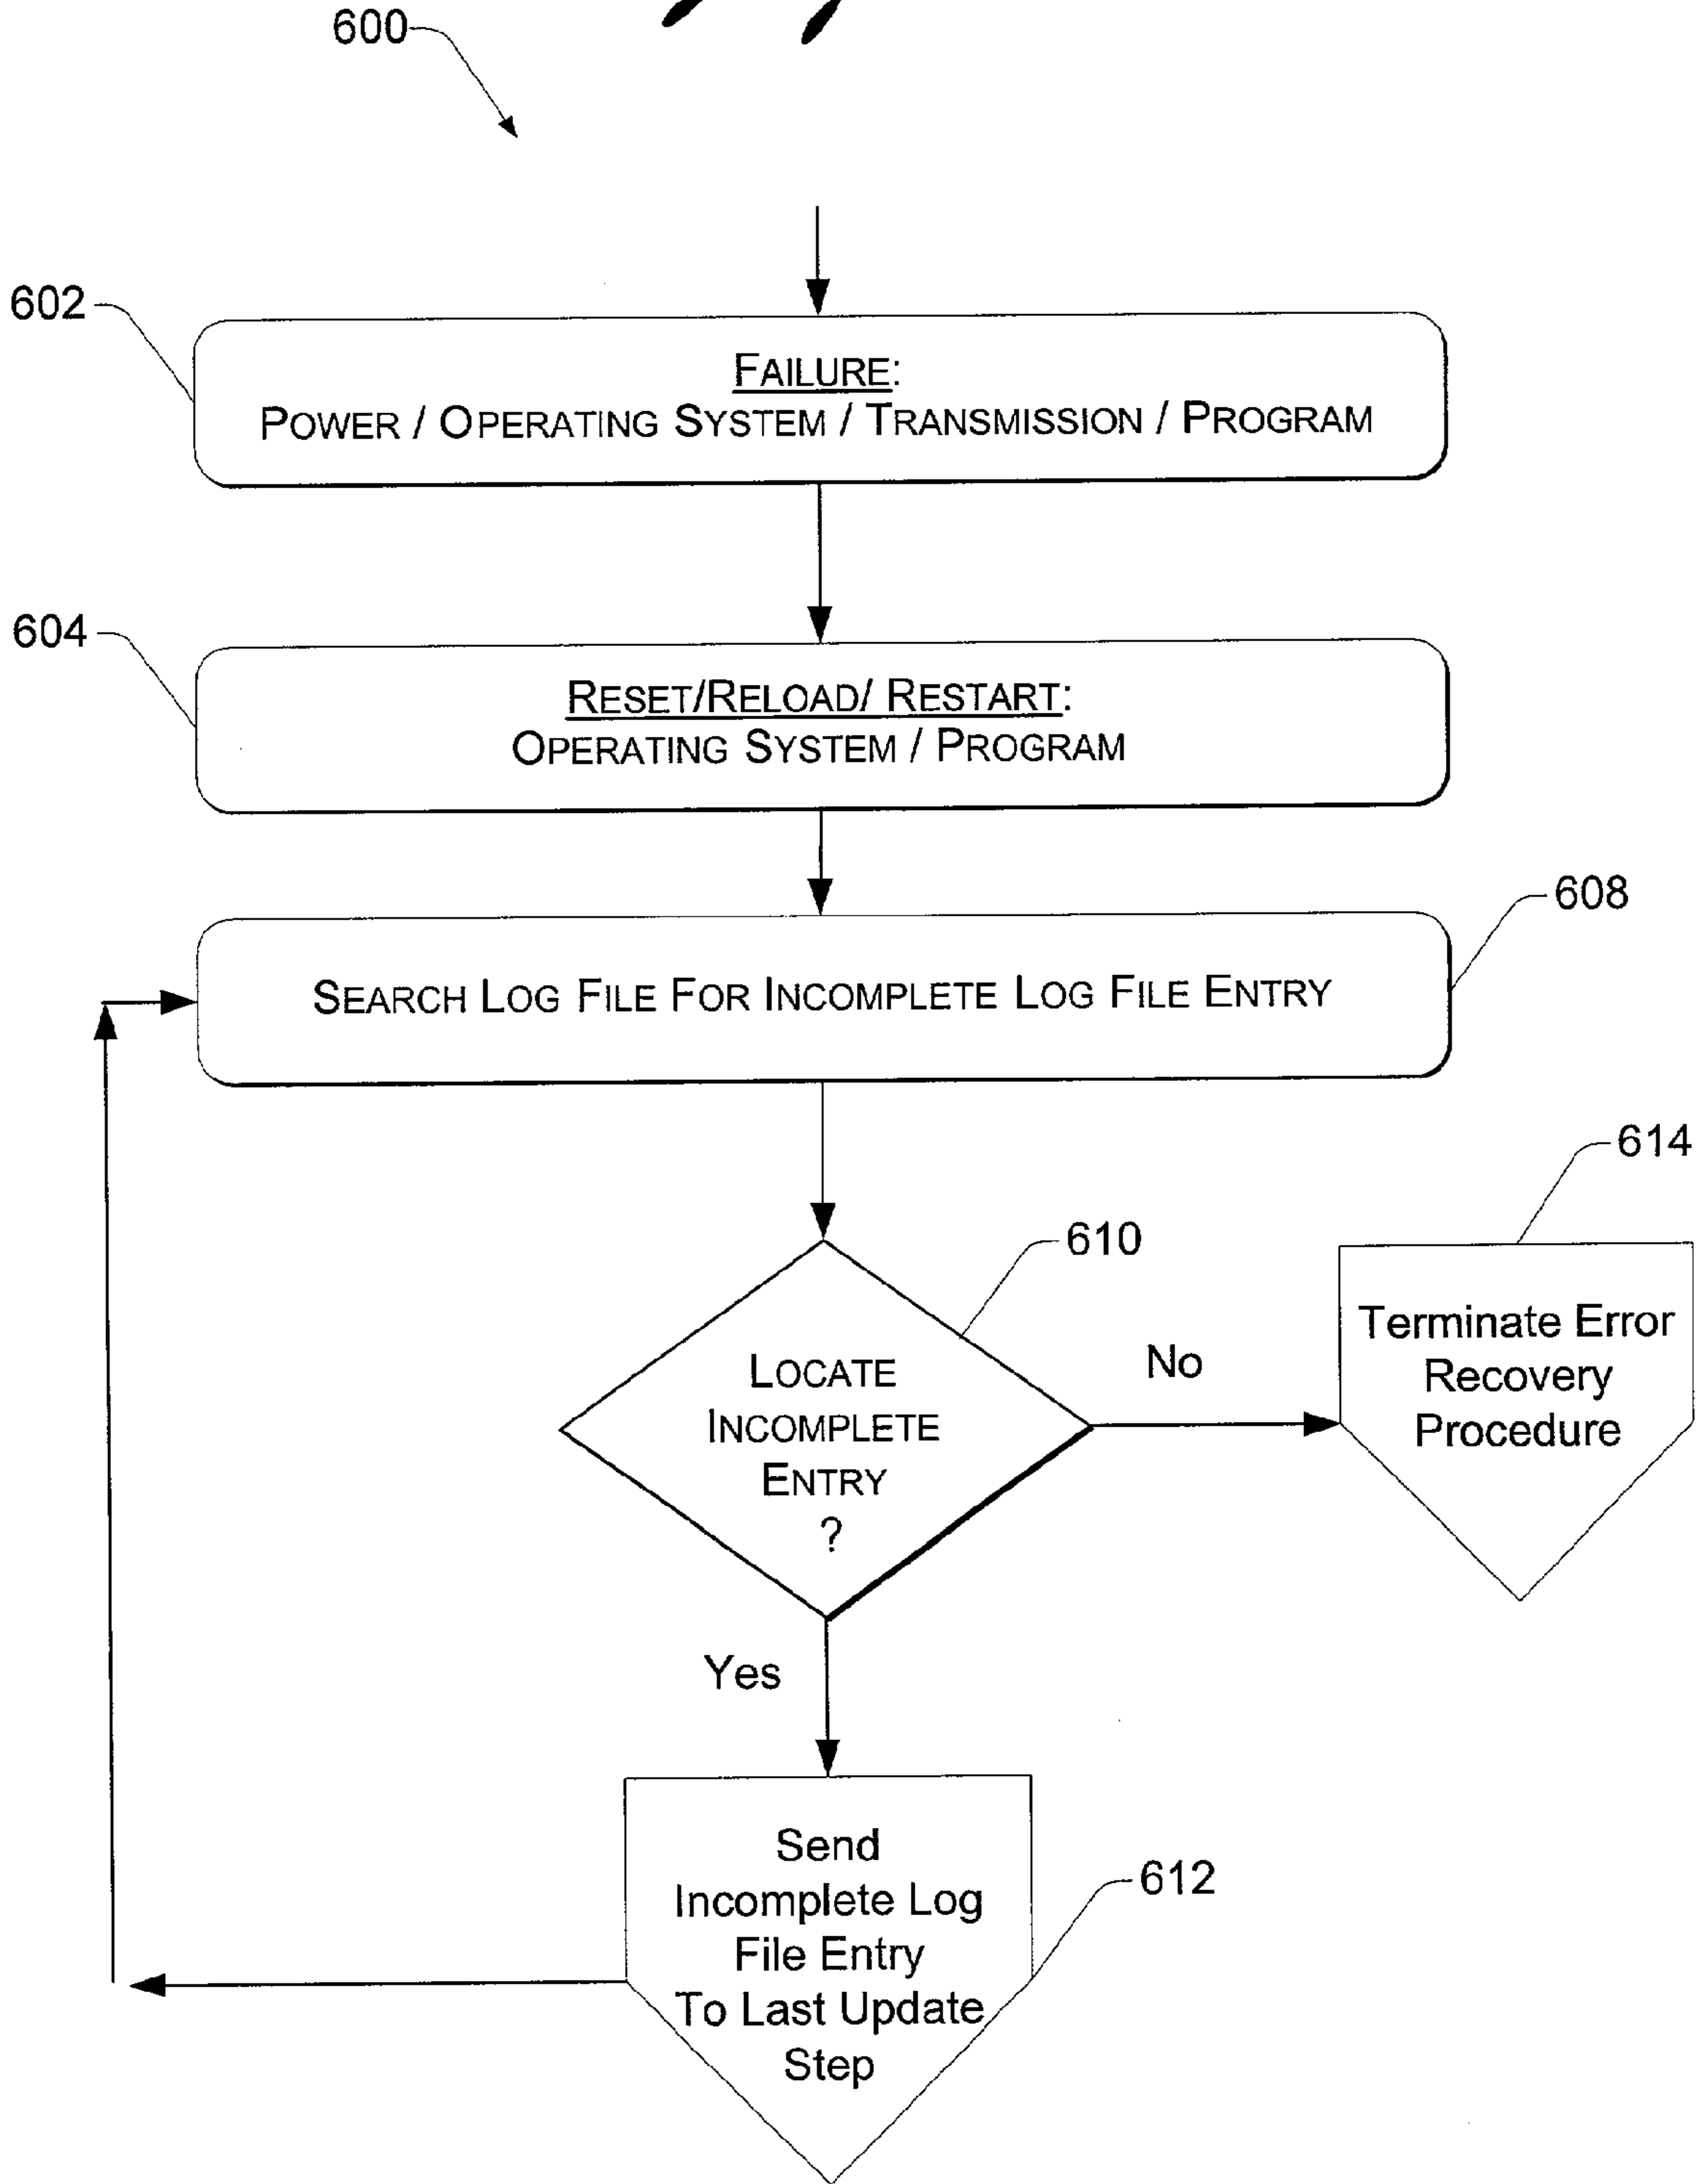 600
602
FAILURE:
POWER / OPERATING SYSTEM / TRANSMISSION / PROGRAM
604
RESET/RELOAD/ RESTART:
OPERATING SYSTEM / PROGRAM
608
SEARCH LOG FILE FOR INCOMPLETE LOG FILE ENTRY
614
610
Terminate Error
Recovery
Procedure
LOCATE
INCOMPLETE
ENTRY
?
No
Yes
Send
Incomplete Log
File Entry
To Last Update
Step
612